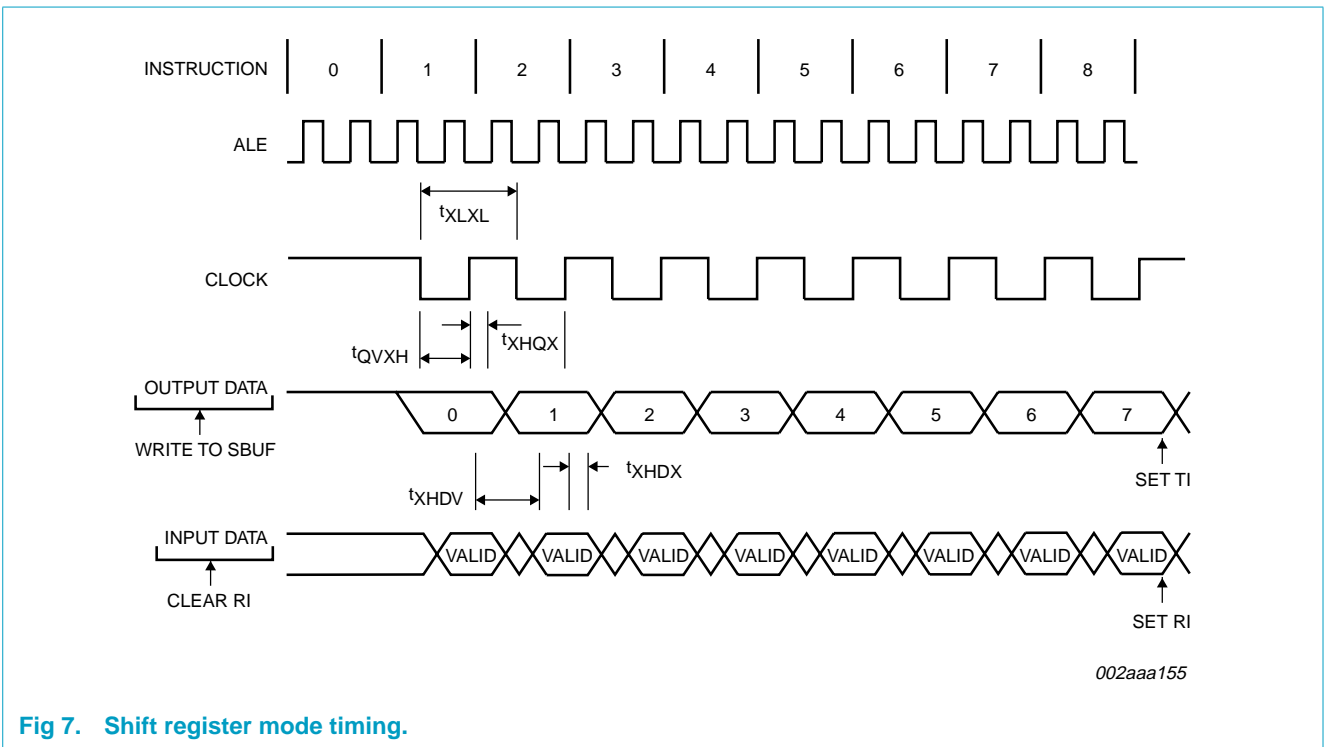 INSTRUCTION 0 1 2 3 4 5 6 7 8
ALE
tXLXL
CLOCK
tQVXH tXHQX
OUTPUT DATA 0 1 2 3 4 5 6 7
WRITE TO SBUF
SET TI
tXHDV tXHDX
INPUT DATA VALID VALID VALID VALID VALID VALID VALID VALID
CLEAR RI
SET RI
002aaa155
Fig 7. Shift register mode timing.